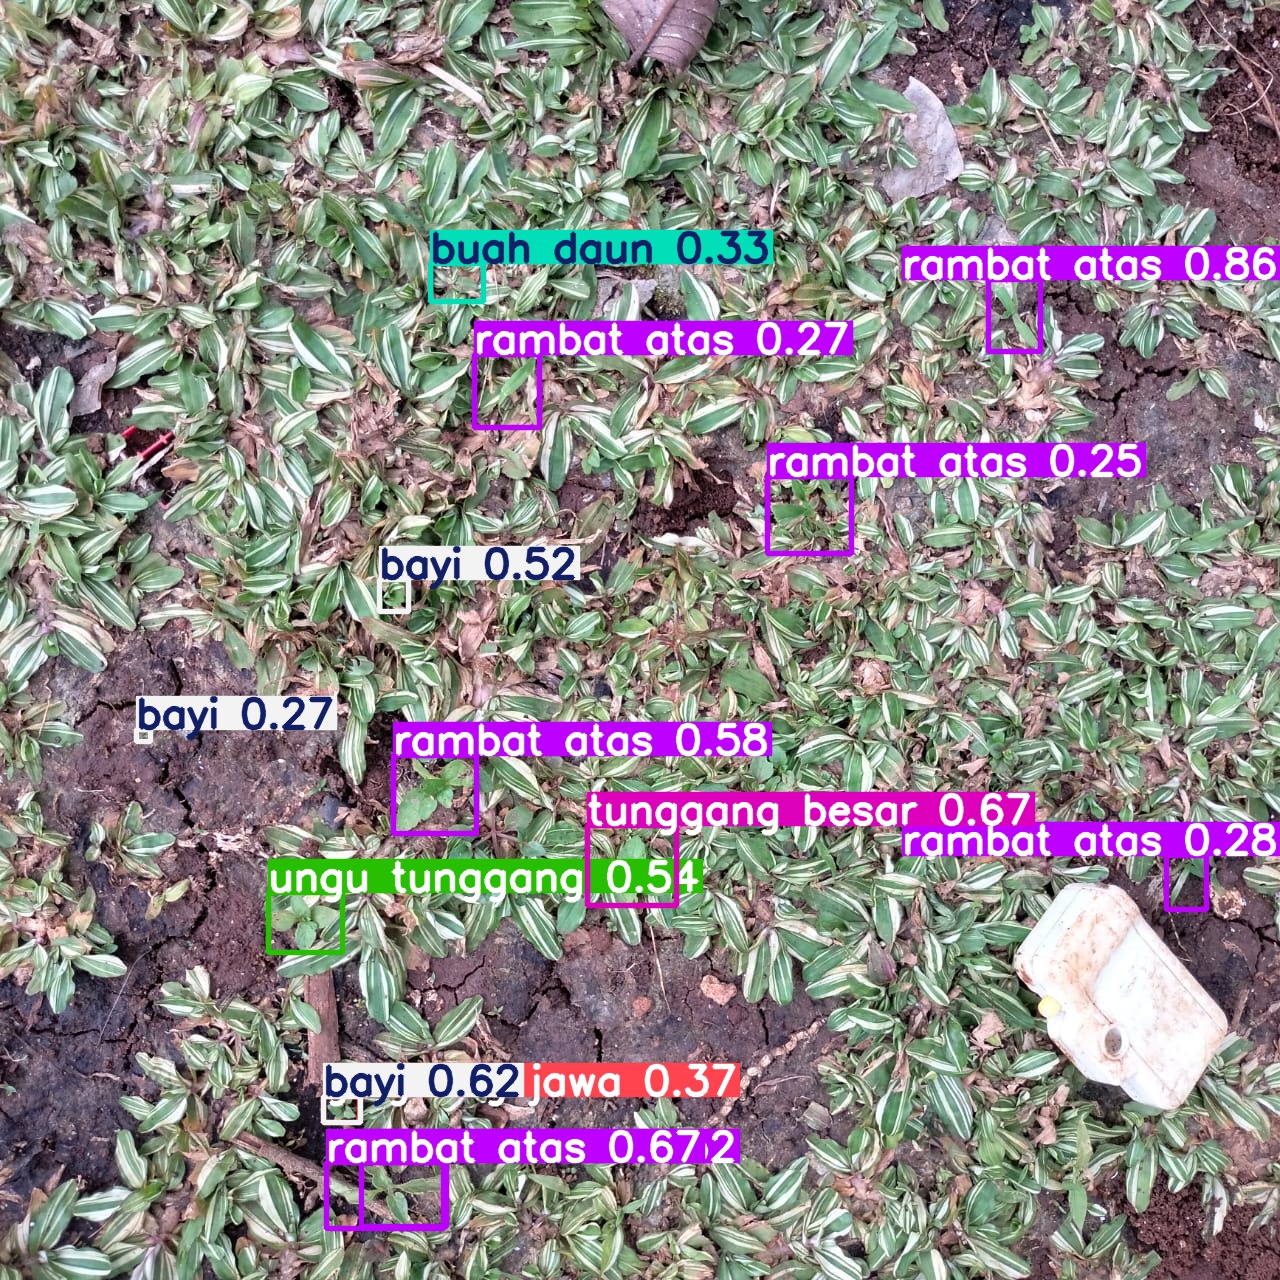 buah daun 0.33
rambat atas 0.86
rambat atas 0.27
rambat atas 0.25
bayi 0.52
bayi 0.27
rambat atas 0.58
tunggang besar 0.67
rambat atas 0.28
ungu tunggang 0.54
bayi 0.62
jawa 0.37
rambat atas 0.67